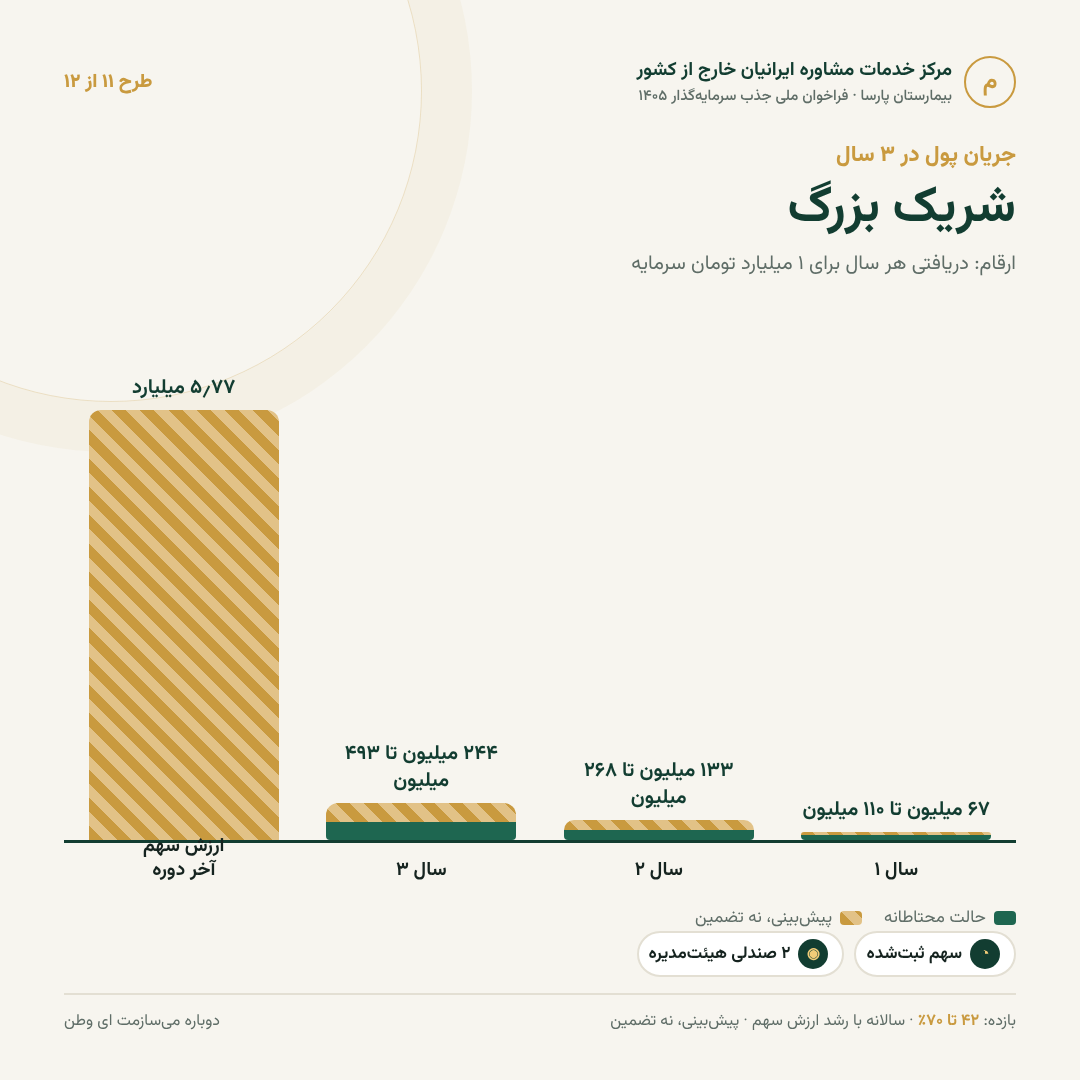 م
مرکز خدمات مشاوره ایرانیان خارج از کشور
بیمارستان پارسا · فراخوان ملی جذب سرمایه‌گذار ۱۴۰۵
طرح ۱۱ از ۱۲
جریان پول در ۳ سال
شریک بزرگ
ارقام: دریافتی هر سال برای ۱ میلیارد تومان سرمایه
۶۷ میلیون تا ۱۱۰ میلیون
۱۳۳ میلیون تا ۲۶۸
میلیون
۲۴۴ میلیون تا ۴۹۳
میلیون
۵٫۷۷ میلیارد
سال ۱
سال ۲
سال ۳
ارزش سهم
آخر دوره
حالت محتاطانه
پیش‌بینی، نه تضمین
سهم ثبت‌شده
۲ صندلی هیئت‌مدیره
بازده: ۴۲ تا ۷۰٪ · سالانه با رشد ارزش سهم · پیش‌بینی، نه تضمین
دوباره می‌سازمت ای وطن